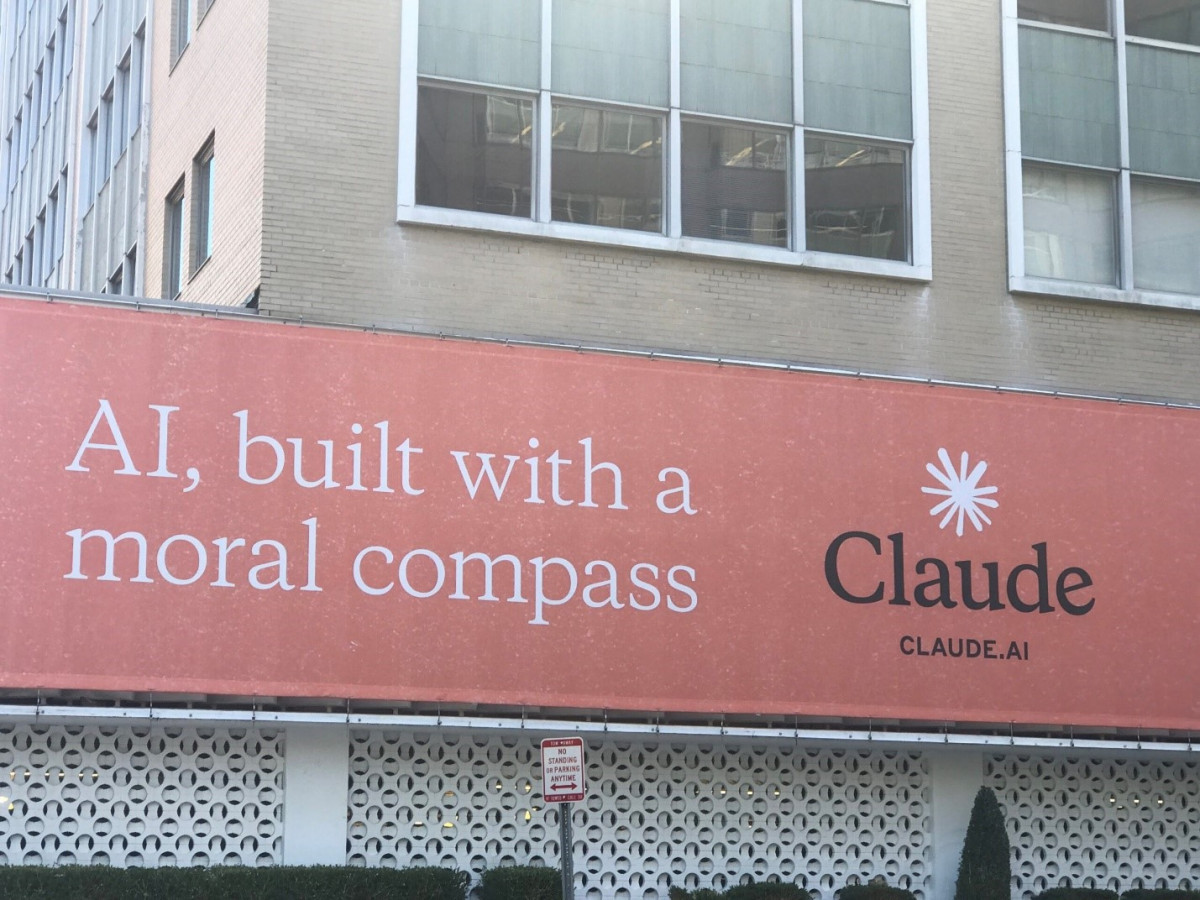 AI, built with a
moral compass
Claude
CLAUDE.AI
NO
STANDING
OR PARKING
ANYTIME